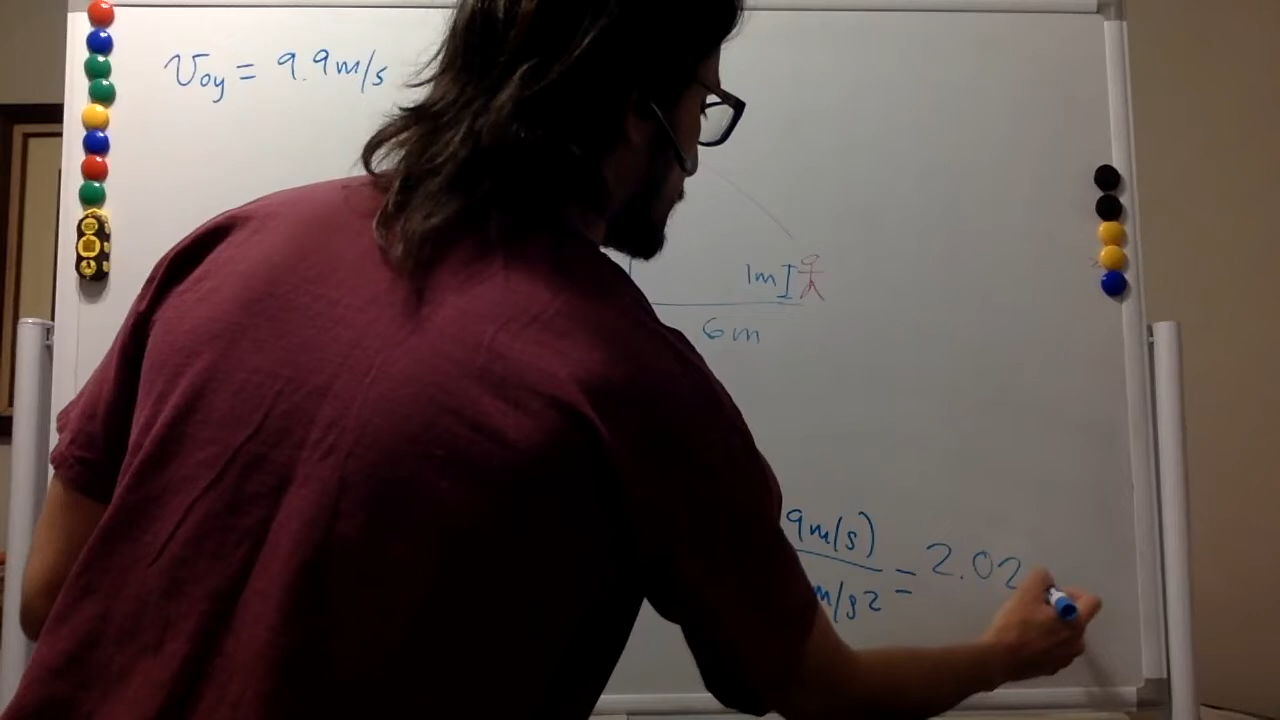 Voy = 9.9m/s
1m
6m
9m/s)
m/s2
= 2.02